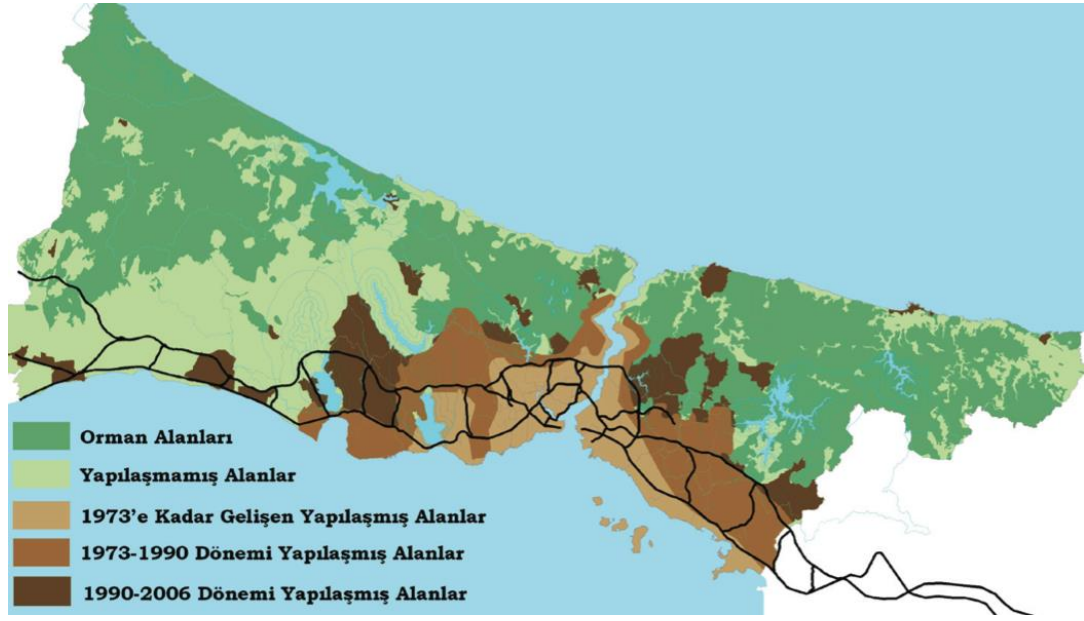 Orman Alanları
Yapılaşmamış Alanlar
1973'e Kadar Gelişen Yapılaşmış Alanlar
1973-1990 Dönemi Yapılaşmış Alanlar
1990-2006 Dönemi Yapılaşmış Alanlar